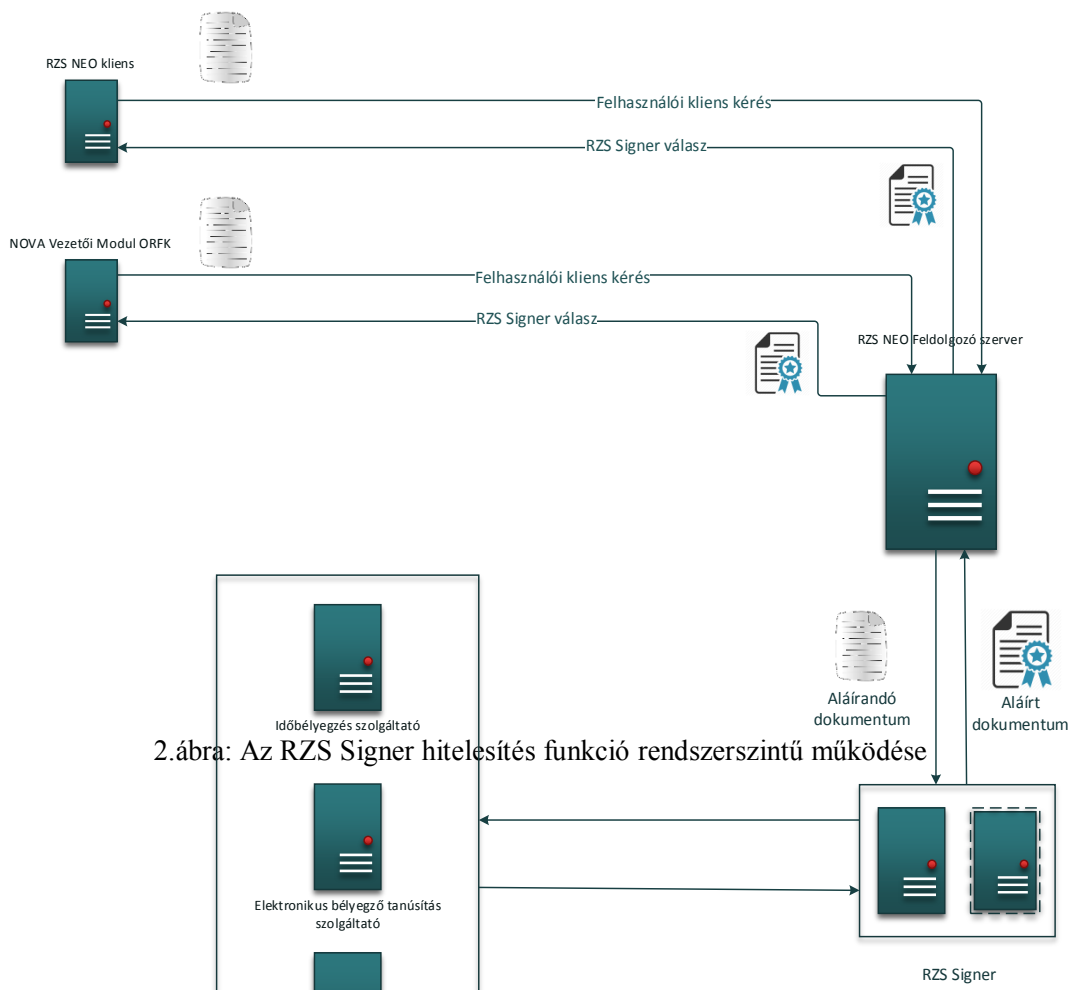 RZS NEO kliens
Felhasználói kliens kérés
RZS Signer válasz
NOVA Vezetői Modul ORFK
Felhasználói kliens kérés
RZS Signer válasz
RZS NEO Feldolgozó szerver
Aláírandó
dokumentum
Aláírt
dokumentum
Időbélyegzés szolgáltató
2.ábra: Az RZS Signer hitelesítés funkció rendszerszintű működése
Elektronikus bélyegző tanúsítás
szolgáltató
RZS Signer